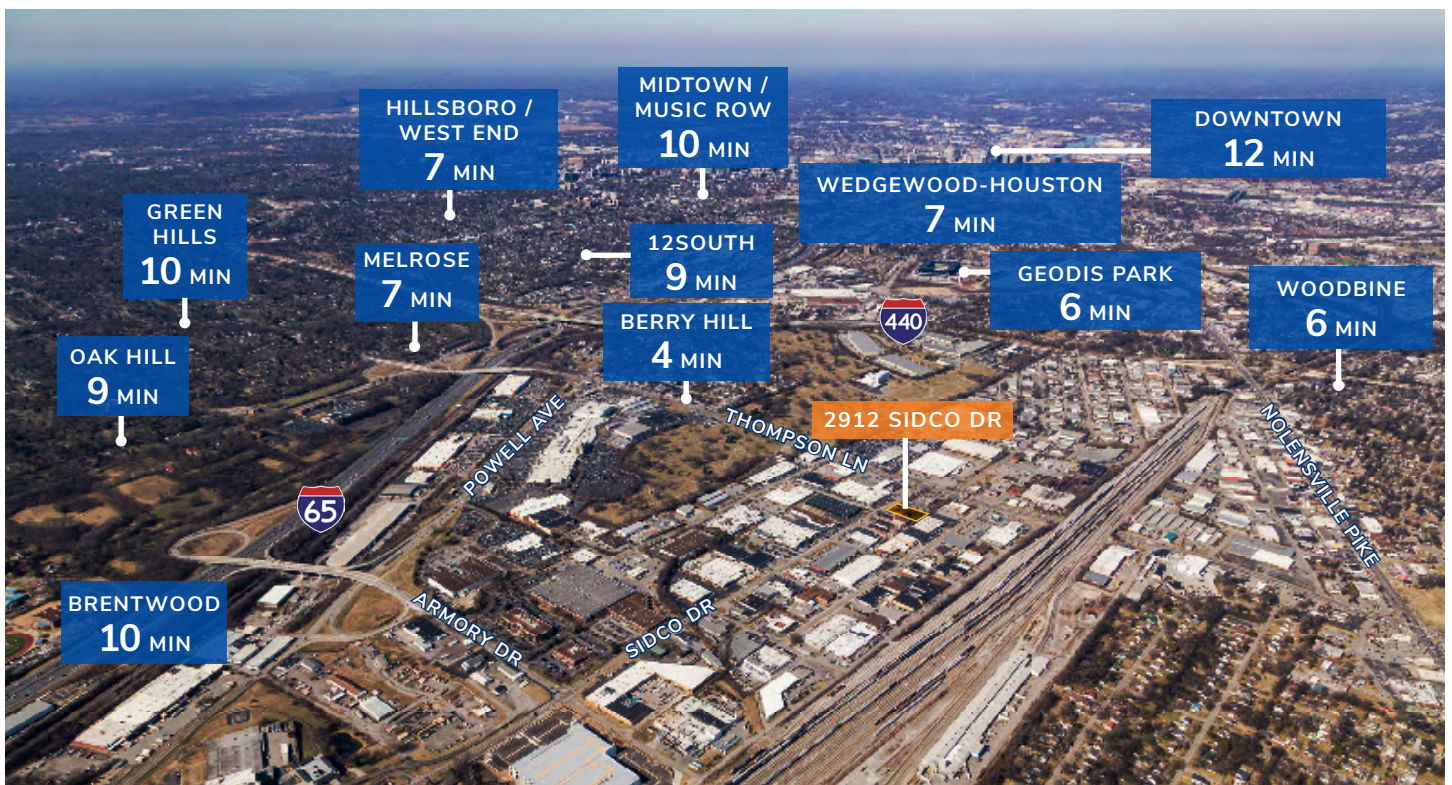 MIDTOWN /
MUSIC ROW
10 MIN
HILLSBORO /
WEST END
7 MIN
DOWNTOWN
12 MIN
WEDGEWOOD-HOUSTON
7 MIN
GREEN
HILLS
10 MIN
MELROSE
7 MIN
12SOUTH
9 MIN
GEODIS PARK
6 MIN
WOODBINE
6 MIN
BERRY HILL
4 MIN
440
OAK HILL
9 MIN
2912 SIDCO DR
POWELL AVE
THOMPSON LN
NOLENSVILLE PIKE
65
BRENTWOOD
10 MIN
ARMORY DR
SIDCO DR